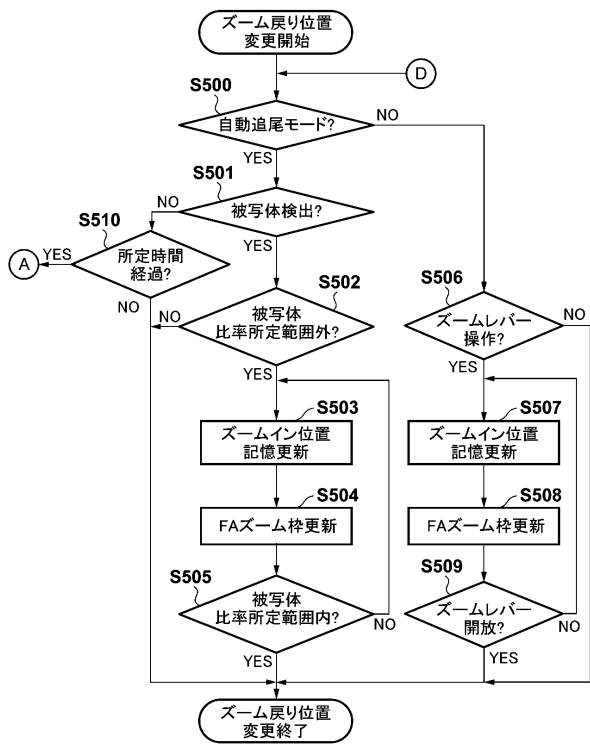 ズーム戻り位置
変更開始
D
S500
自動追尾モード?
NO
YES
S501
被写体検出?
NO
YES
S510
所定時間
経過?
YES
A
NO
S502
被写体
比率所定範囲外?
NO
YES
S506
ズームレバー
操作?
NO
YES
S503
ズームイン位置
記憶更新
S507
ズームイン位置
記憶更新
S504
FAズーム枠更新
S508
FAズーム枠更新
S505
被写体
比率所定範囲内?
NO
YES
S509
ズームレバー
開放?
NO
YES
ズーム戻り位置
変更終了